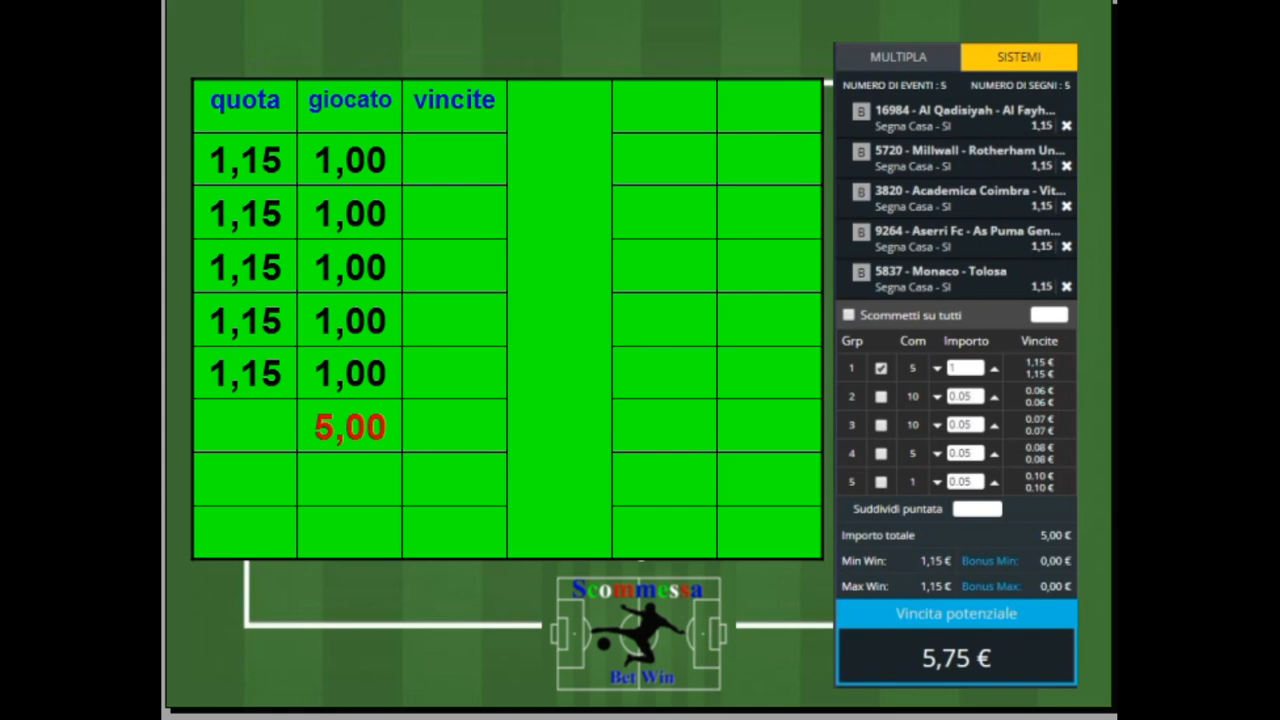 quota giocato vincite
1,15 1,00
1,15 1,00
1,15 1,00
1,15 1,00
1,15 1,00
5,00
MULTIPLA SISTEMI
NUMERO DI EVENTI : 5 NUMERO DI SEGNI : 5
B 16984 - Al Qadisiyah - Al Fayh...
Segna Casa - SI 1,15
B 5720 - Millwall - Rotherham Un...
Segna Casa - SI 1,15
B 3820 - Academica Coimbra - Vit...
Segna Casa - SI 1,15
B 9264 - Aserri Fc - As Puma Gen...
Segna Casa - SI 1,15
B 5837 - Monaco - Tolosa
Segna Casa - SI 1,15
Scommetti su tutti
Grp Com Importo Vincite
1 5 1 1,15 €
1,15 €
2 10 0.05 0.06 €
0.06 €
3 10 0.05 0.07 €
0.07 €
4 5 0.05 0.08 €
0.08 €
5 1 0.05 0.10 €
0.10 €
Suddividi puntata
Importo totale 5,00 €
Min Win: 1,15 € Bonus Min: 0,00 €
Max Win: 1,15 € Bonus Max: 0,00 €
Vincita potenziale
5,75 €
Scommessa
Bet Win